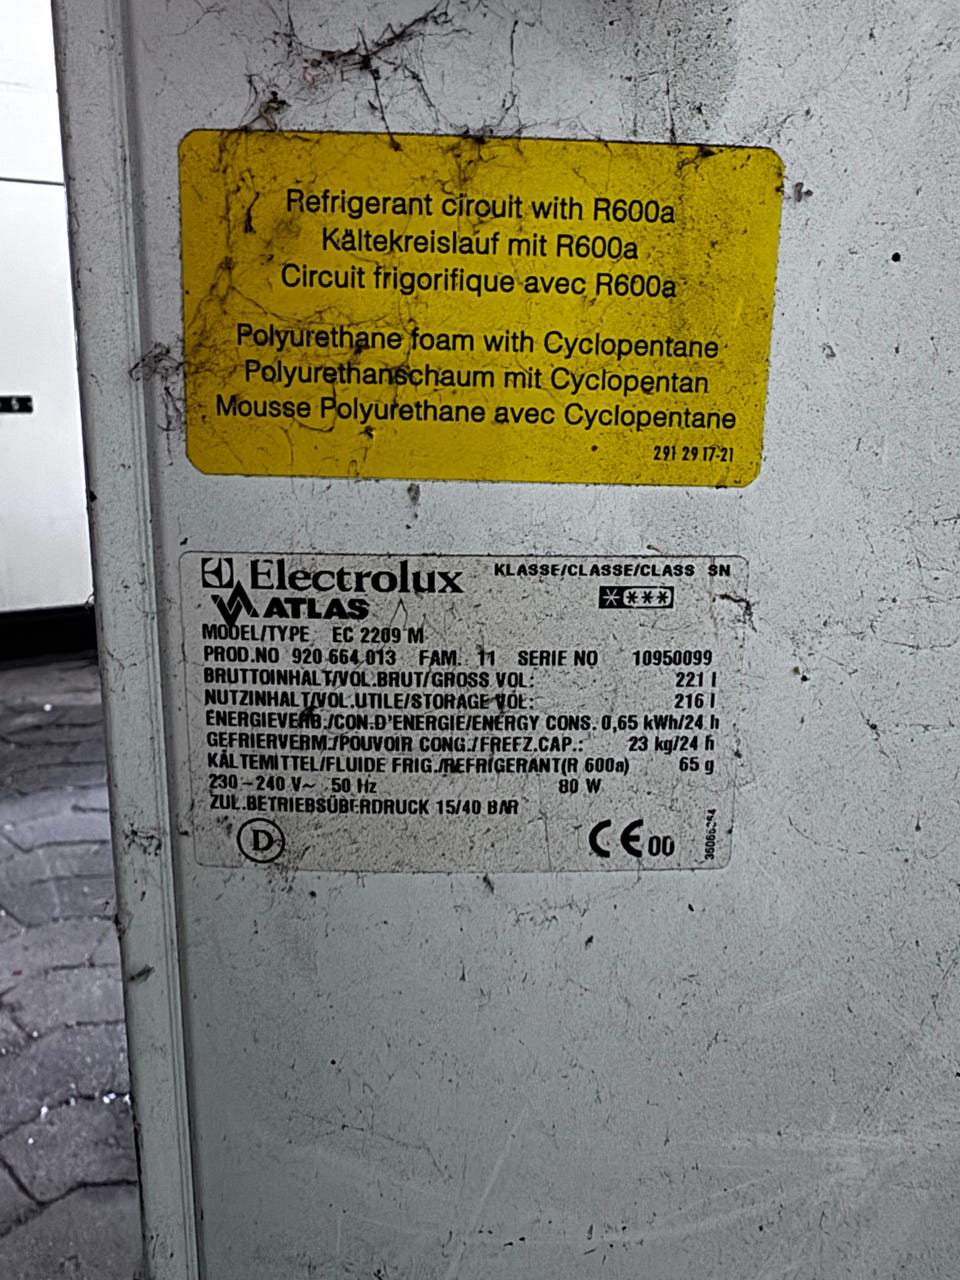 Refrigerant circuit with R600a
Kältekreislauf mit R600a
Circuit frigorifique avec R600a
Polyurethane foam with Cyclopentane
Polyurethanschaum mit Cyclopentan
Mousse Polyurethane avec Cyclopentane
291 29 17-21
Electrolux KLASSE/CLASSE/CLASS SN
ATLAS ****
MODEL/TYPE EC 2209 M
PROD.NO 920 664 013 FAM. 11 SERIE NO 10950099
BRUTTOINHALT/VOL.BRUT/GROSS VOL: 221 l
NUTZINHALT/VOL.UTILE/STORAGE VOL: 216 l
ENERGIEVERB./CON.D'ENERGIE/ENERGY CONS. 0,65 kWh/24 h
GEFRIERVERM./POUVOIR CONG./FREEZ.CAP.: 23 kg/24 h
KÄLTEMITTEL/FLUIDE FRIG./REFRIGERANT(R 600a) 65 g
230-240 V~ 50 Hz 80 W
ZUL.BETRIEBSÜBERDRUCK 15/40 BAR
D CE 00